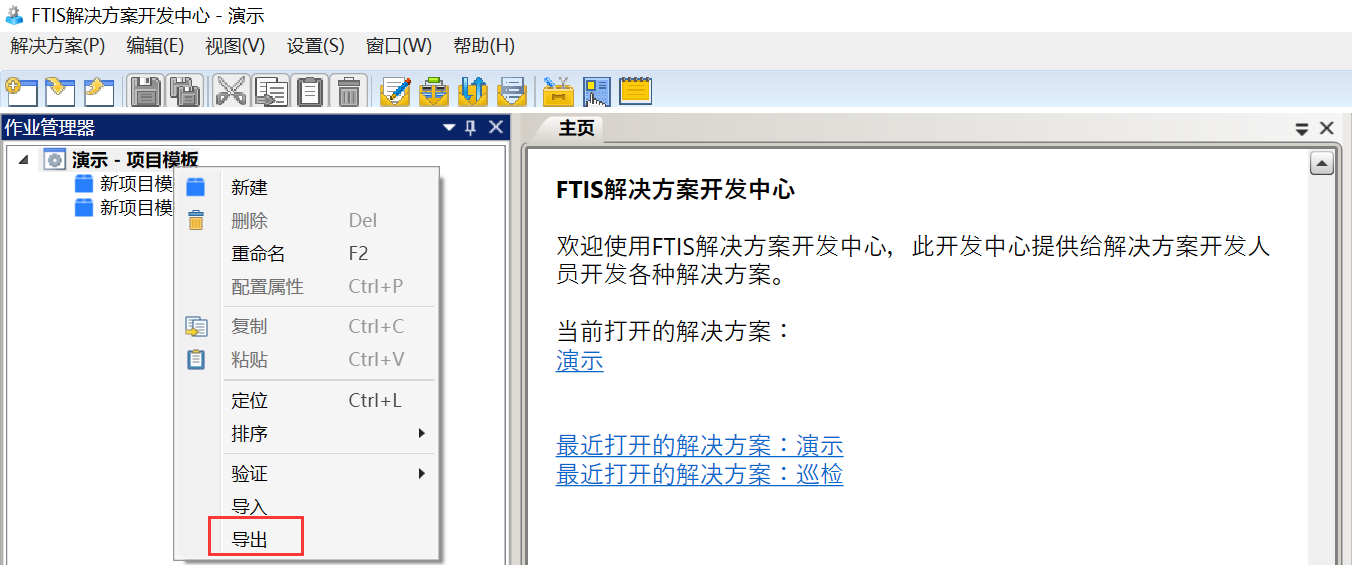 FTIS解决方案开发中心 - 演示
解决方案(P) 编辑(E) 视图(V) 设置(S) 窗口(W) 帮助(H)
作业管理器
演示 - 项目模板
新项目模
新项目模
新建
删除 Del
重命名 F2
配置属性 Ctrl+P
复制 Ctrl+C
粘贴 Ctrl+V
定位 Ctrl+L
排序
验证
导入
导出
主页
FTIS解决方案开发中心
欢迎使用FTIS解决方案开发中心，此开发中心提供给解决方案开发人
员开发各种解决方案。
当前打开的解决方案：
演示
最近打开的解决方案：演示
最近打开的解决方案：巡检